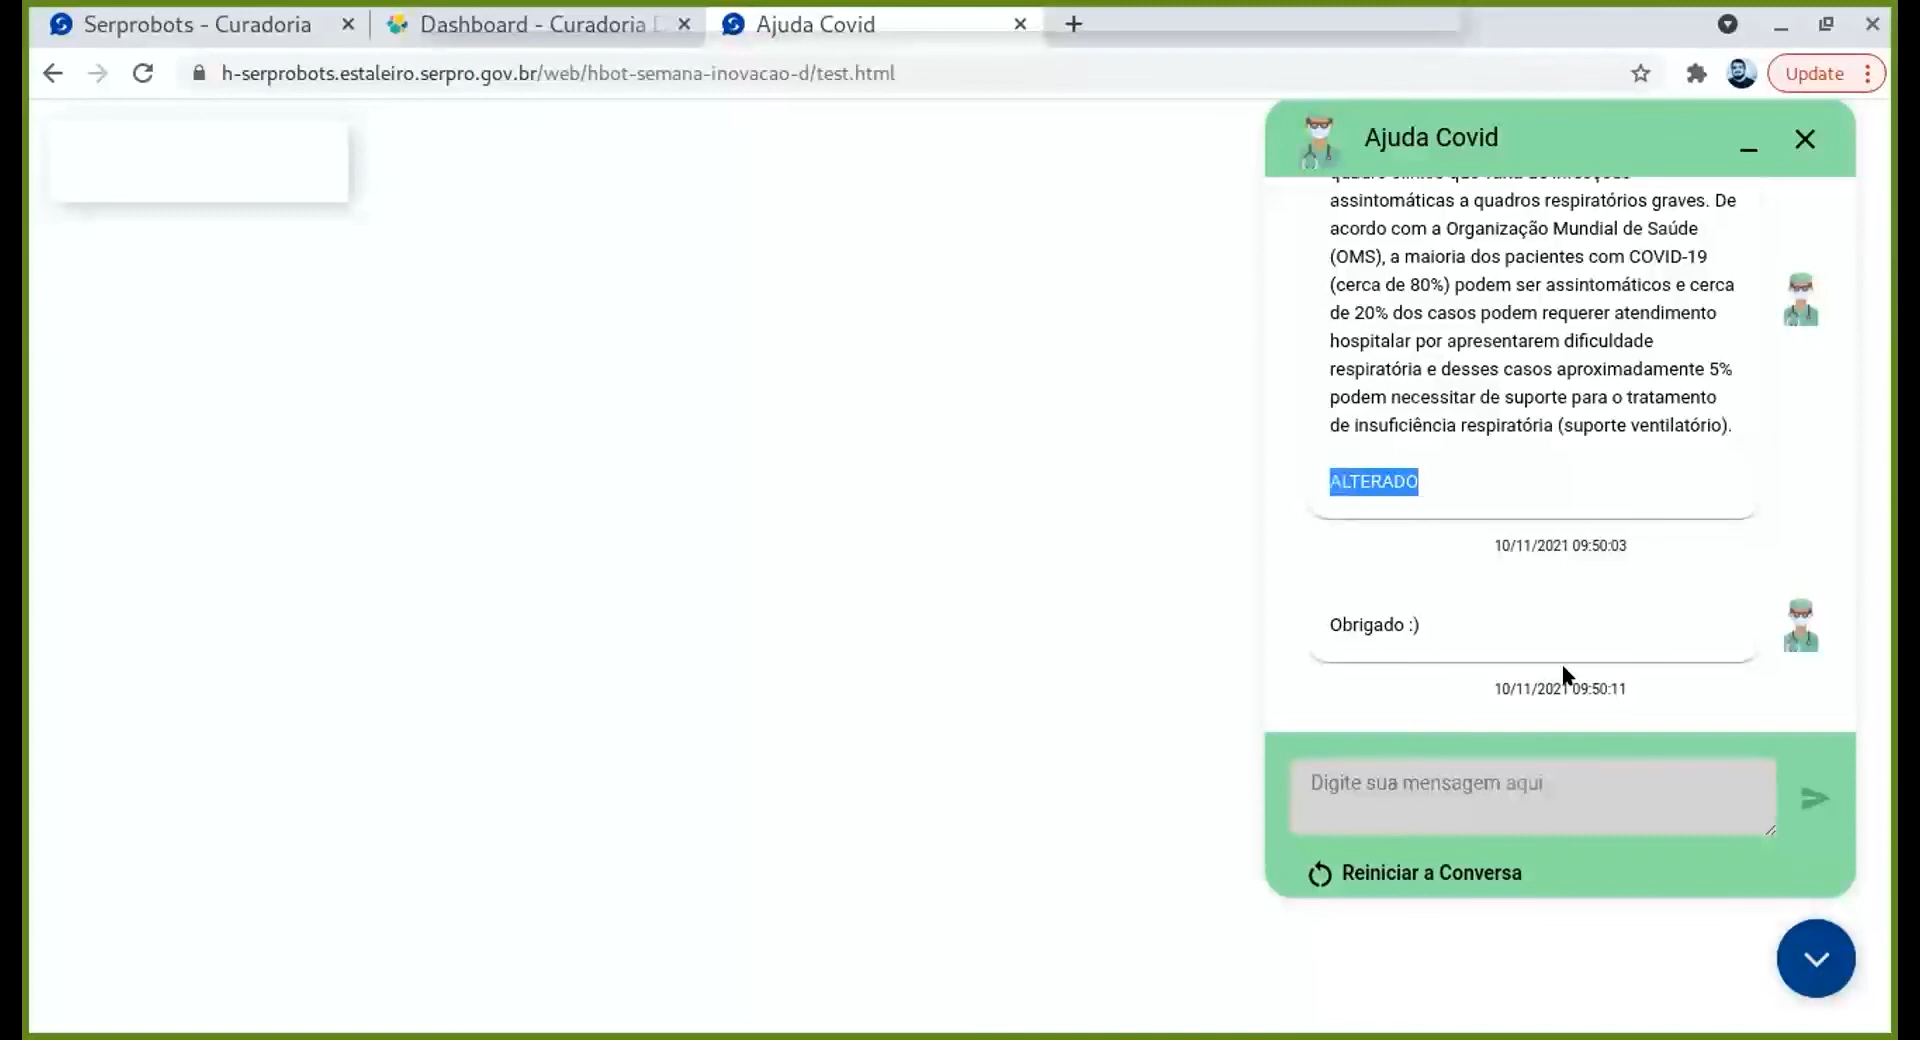 Serprobots - Curadoria
Dashboard - Curadoria
Ajuda Covid
h-serprobots.estaleiro.serpro.gov.br/web/hbot-semana-inovacao-d/test.html
Update
Ajuda Covid
assintomáticas a quadros respiratórios graves. De
acordo com a Organização Mundial de Saúde
(OMS), a maioria dos pacientes com COVID-19
(cerca de 80%) podem ser assintomáticos e cerca
de 20% dos casos podem requerer atendimento
hospitalar por apresentarem dificuldade
respiratória e desses casos aproximadamente 5%
podem necessitar de suporte para o tratamento
de insuficiência respiratória (suporte ventilatório).
ALTERADO
10/11/2021 09:50:03
Obrigado :)
10/11/2021 09:50:11
Digite sua mensagem aqui
Reiniciar a Conversa